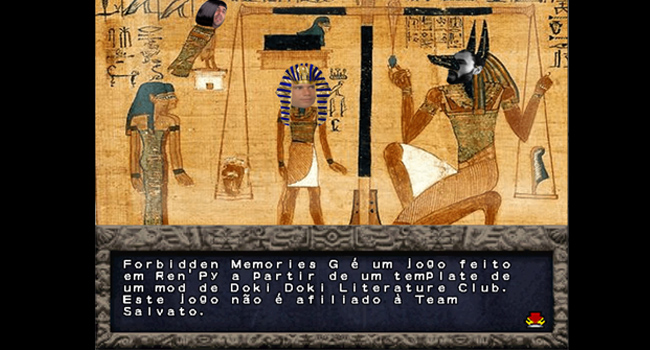 Forbidden Memories G é um jogo feito
em Ren'Py a partir de um template de
um mod de Doki Doki Literature Club.
Este jogo não é afiliado à Team
Salvato.